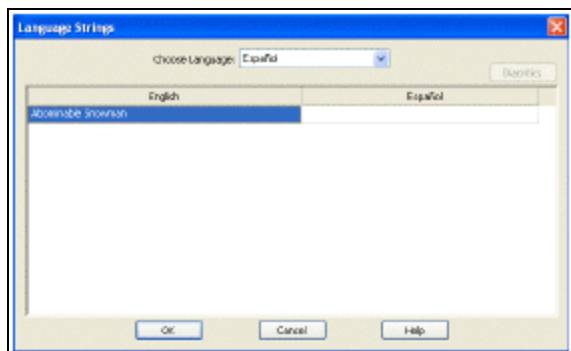 Language Strings
Choose Language: Español
Diacritics
English Español
Abominable Snowman
OK Cancel Help